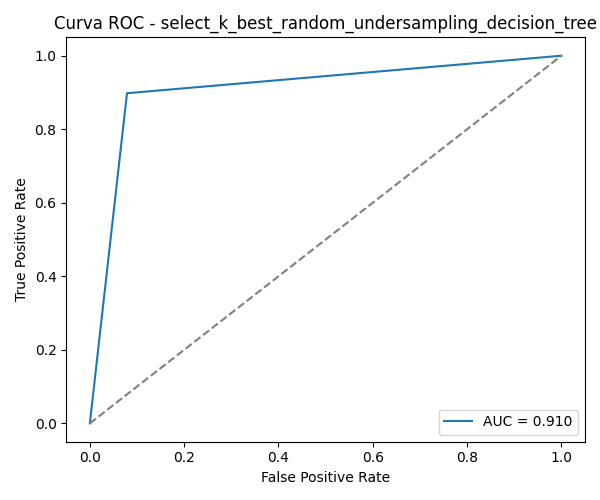 Curva ROC - select_k_best_random_undersampling_decision_tree
True Positive Rate
1.0
0.8
0.6
0.4
0.2
0.0
AUC = 0.910
0.0 0.2 0.4 0.6 0.8 1.0
False Positive Rate